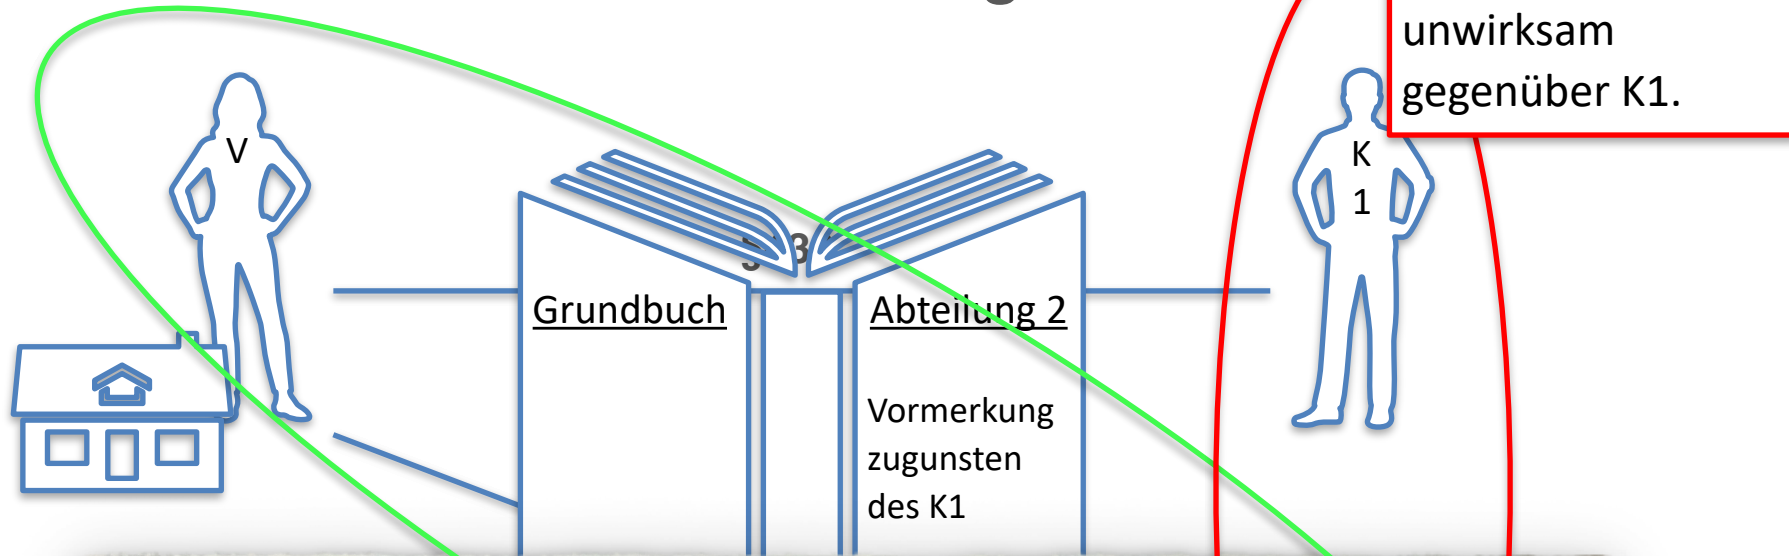 unwirksam
gegenüber K1.
V
K
1
Grundbuch
Abteilung 2
Vormerkung
zugunsten
des K1